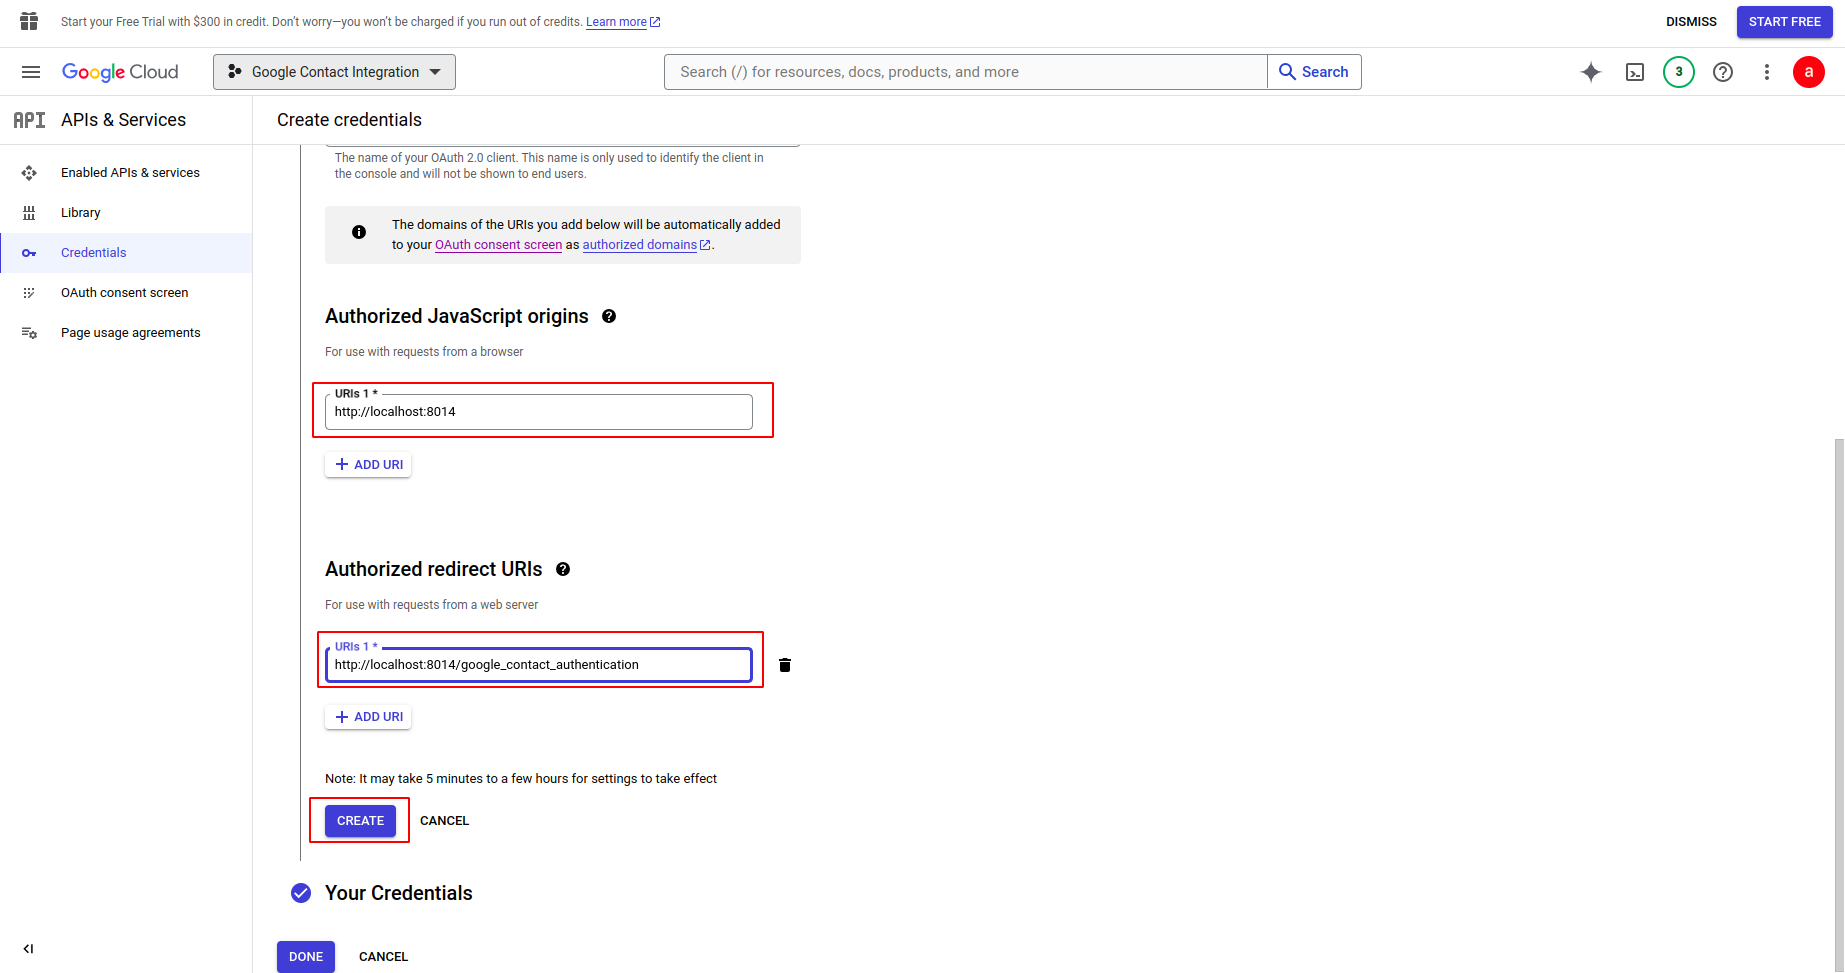 Start your Free Trial with $300 in credit. Don't worry—you won't be charged if you run out of credits. Learn more
DISMISS
START FREE
Google Cloud
Google Contact Integration
Search (/) for resources, docs, products, and more
Search
3
a
API
APIs & Services
Create credentials
Enabled APIs & services
Library
Credentials
OAuth consent screen
Page usage agreements
The name of your OAuth 2.0 client. This name is only used to identify the client in
the console and will not be shown to end users.
The domains of the URIs you add below will be automatically added
to your OAuth consent screen as authorized domains.
Authorized JavaScript origins
For use with requests from a browser
URIs 1 *
http://localhost:8014
ADD URI
Authorized redirect URIs
For use with requests from a web server
URIs 1 *
http://localhost:8014/google_contact_authentication
ADD URI
Note: It may take 5 minutes to a few hours for settings to take effect
CREATE
CANCEL
Your Credentials
DONE
CANCEL